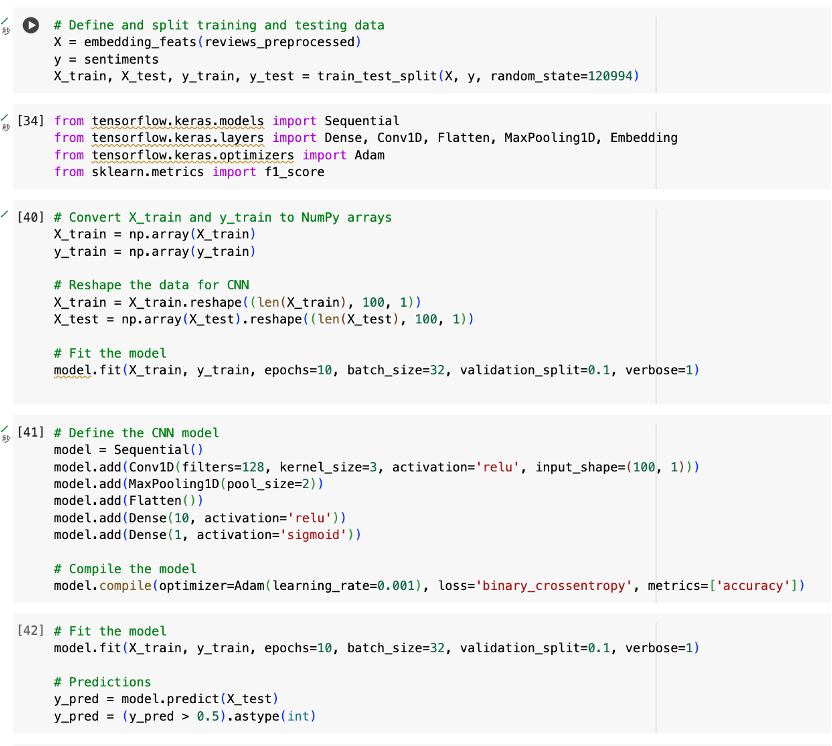 秒
# Define and split training and testing data
X = embedding_feats(reviews_preprocessed)
y = sentiments
X_train, X_test, y_train, y_test = train_test_split(X, y, random_state=120994)
秒
[34] from tensorflow.keras.models import Sequential
from tensorflow.keras.layers import Dense, Conv1D, Flatten, MaxPooling1D, Embedding
from tensorflow.keras.optimizers import Adam
from sklearn.metrics import f1_score
[40] # Convert X_train and y_train to NumPy arrays
X_train = np.array(X_train)
y_train = np.array(y_train)
# Reshape the data for CNN
X_train = X_train.reshape((len(X_train), 100, 1))
X_test = np.array(X_test).reshape((len(X_test), 100, 1))
# Fit the model
model.fit(X_train, y_train, epochs=10, batch_size=32, validation_split=0.1, verbose=1)
秒
[41] # Define the CNN model
model = Sequential()
model.add(Conv1D(filters=128, kernel_size=3, activation='relu', input_shape=(100, 1)))
model.add(MaxPooling1D(pool_size=2))
model.add(Flatten())
model.add(Dense(10, activation='relu'))
model.add(Dense(1, activation='sigmoid'))
# Compile the model
model.compile(optimizer=Adam(learning_rate=0.001), loss='binary_crossentropy', metrics=['accuracy'])
[42] # Fit the model
model.fit(X_train, y_train, epochs=10, batch_size=32, validation_split=0.1, verbose=1)
# Predictions
y_pred = model.predict(X_test)
y_pred = (y_pred > 0.5).astype(int)